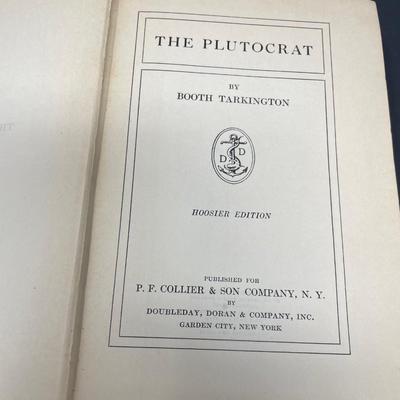 THE PLUTOCRAT
BY
BOOTH TARKINGTON
D D
HOOSIER EDITION
PUBLISHED FOR
P. F. COLLIER & SON COMPANY, N. Y.
BY
DOUBLEDAY, DORAN & COMPANY, INC.
GARDEN CITY, NEW YORK